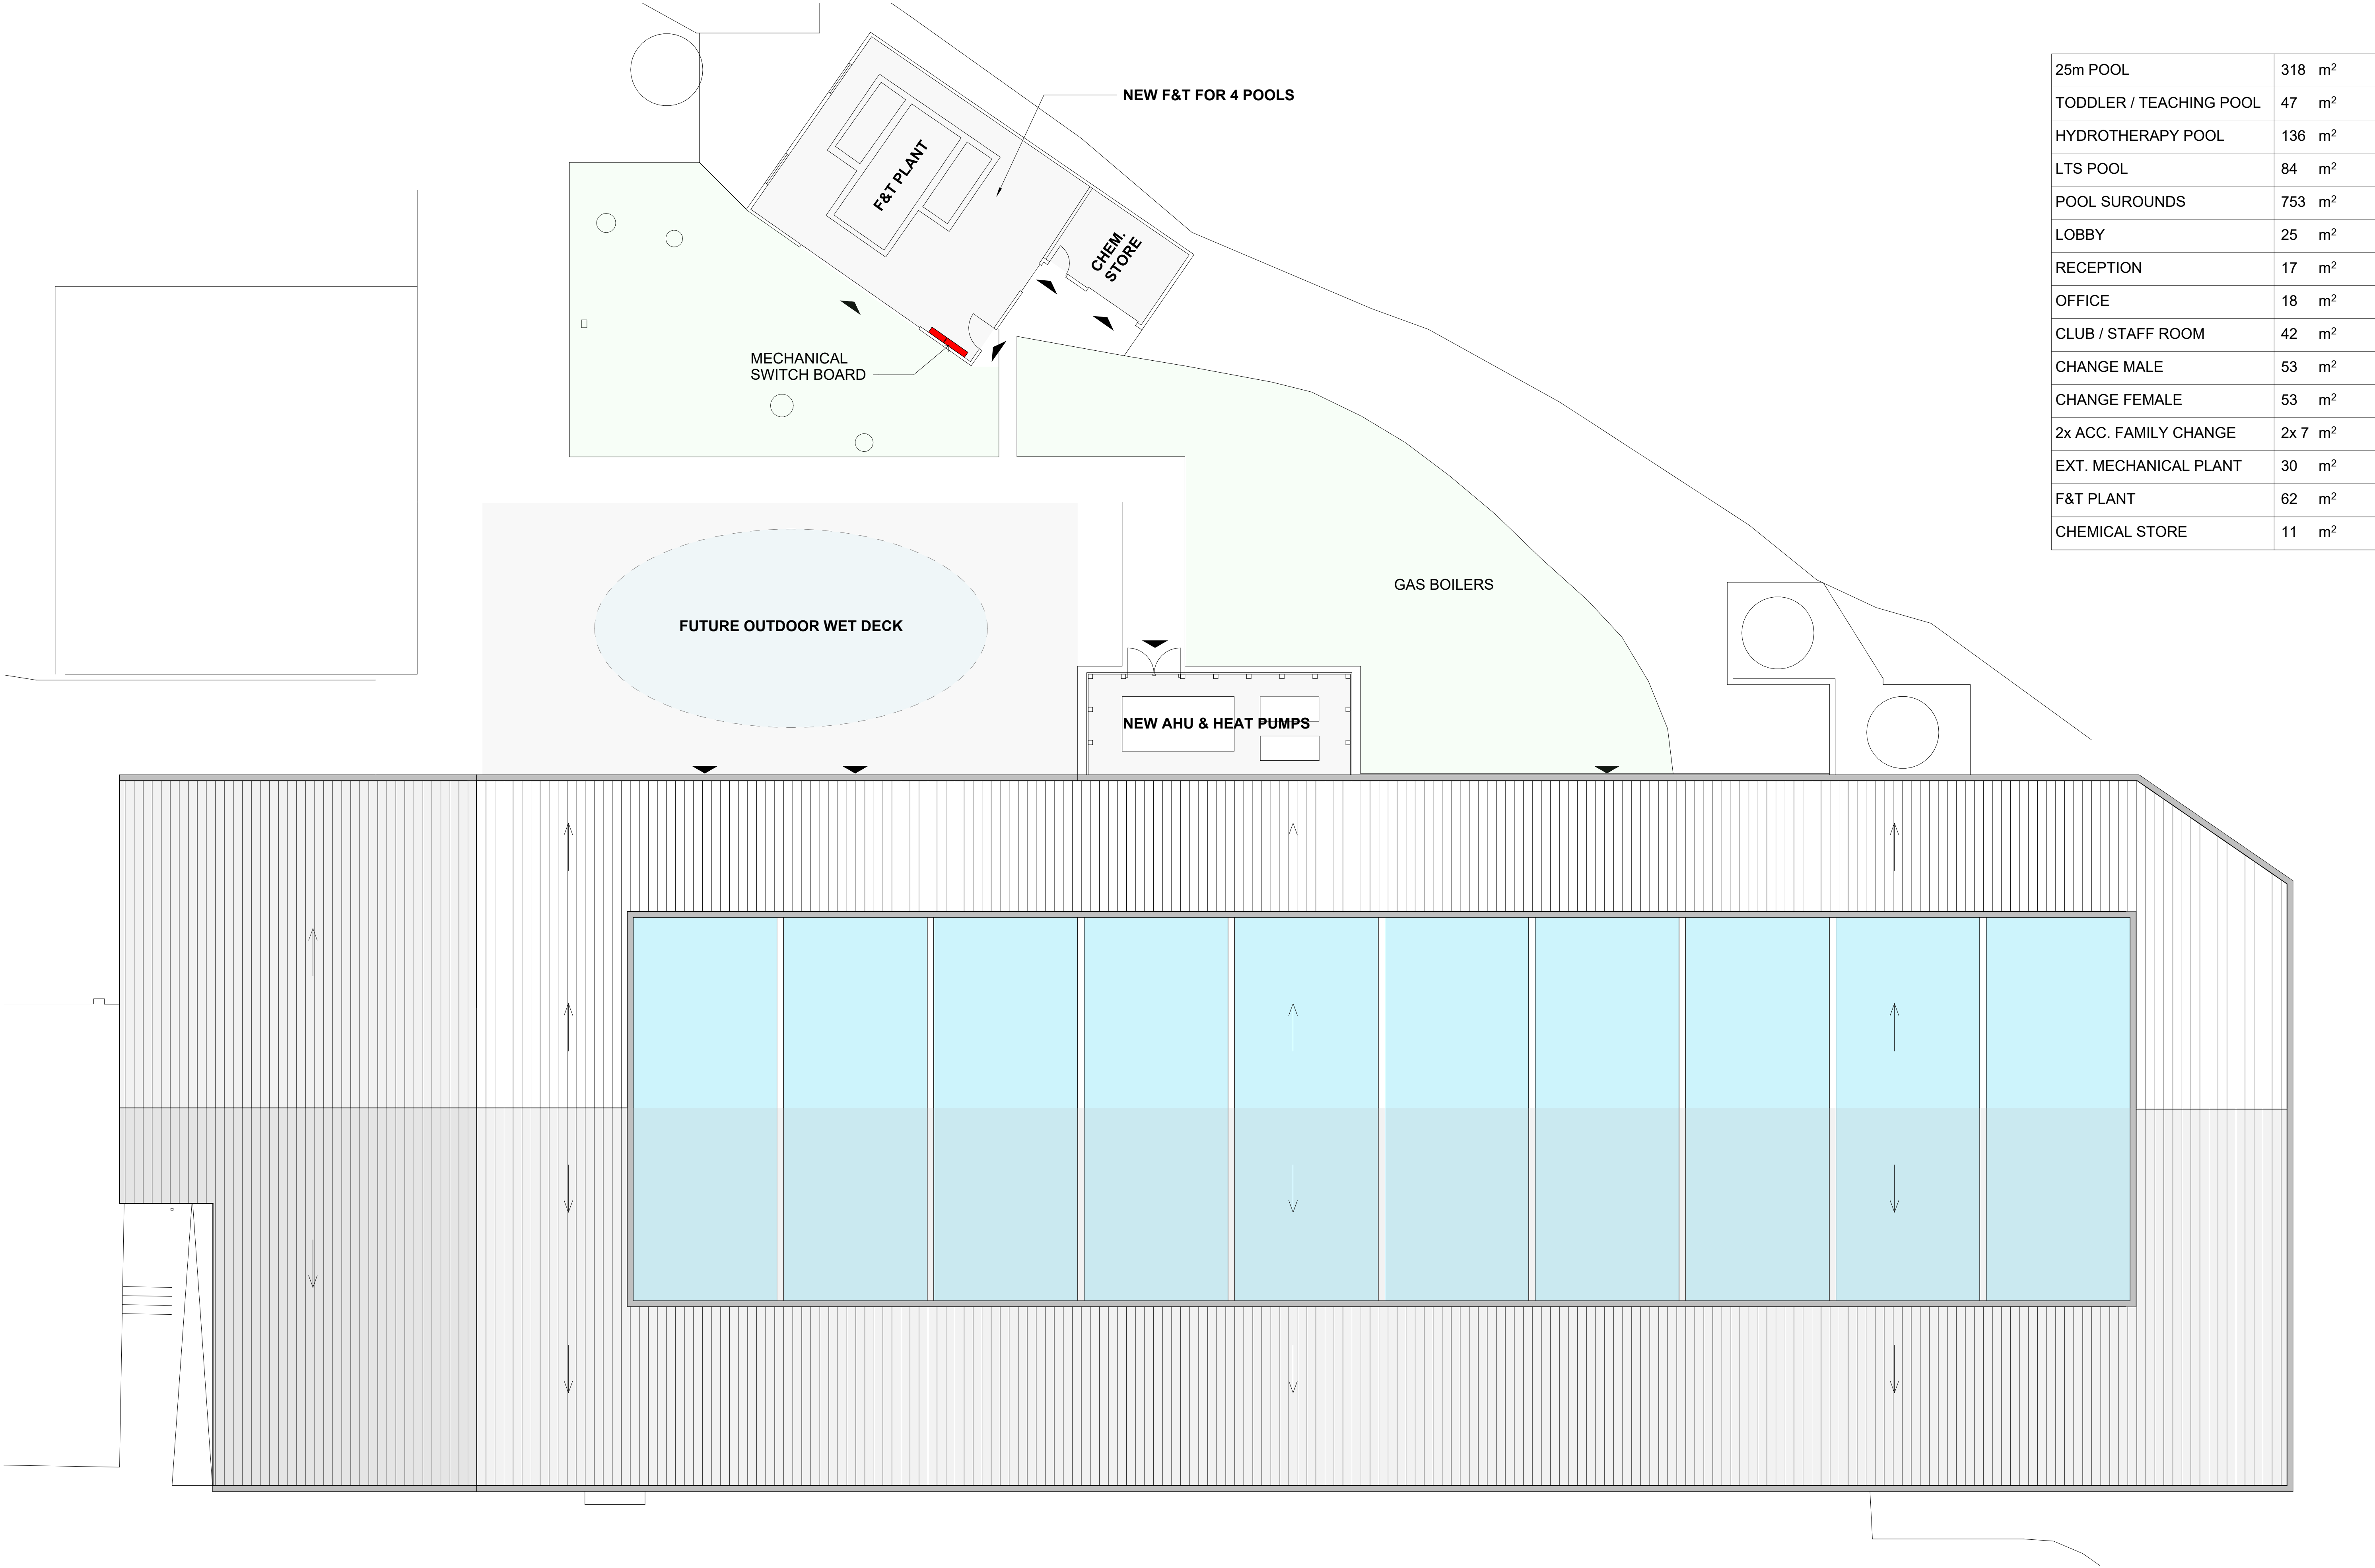 NEW F&T FOR 4 POOLS
F&T PLANT
CHEM.
STORE
MECHANICAL
SWITCH BOARD
GAS BOILERS
FUTURE OUTDOOR WET DECK
NEW AHU & HEAT PUMPS
25m POOL 318 m²
TODDLER / TEACHING POOL 47 m²
HYDROTHERAPY POOL 136 m²
LTS POOL 84 m²
POOL SUROUNDS 753 m²
LOBBY 25 m²
RECEPTION 17 m²
OFFICE 18 m²
CLUB / STAFF ROOM 42 m²
CHANGE MALE 53 m²
CHANGE FEMALE 53 m²
2x ACC. FAMILY CHANGE 2x 7 m²
EXT. MECHANICAL PLANT 30 m²
F&T PLANT 62 m²
CHEMICAL STORE 11 m²